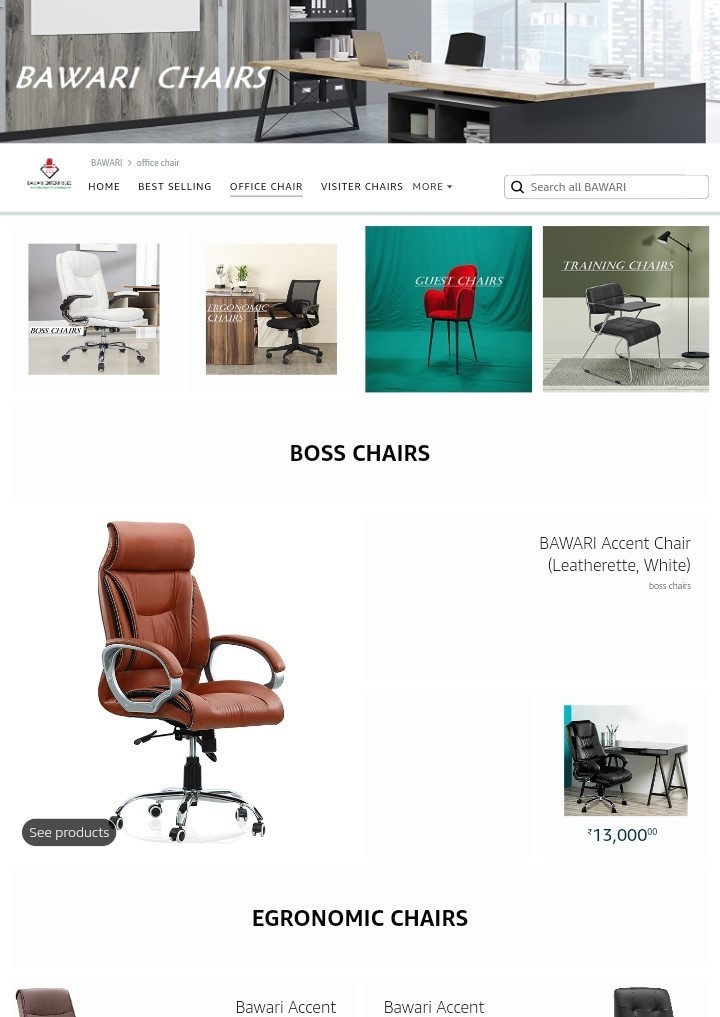 BAWARI CHAIRS
BAWARI > office chair
HOME BEST SELLING OFFICE CHAIR VISITER CHAIRS MORE
Search all BAWARI
BOSS CHAIRS
ERGONOMIC
CHAIRS
GUEST CHAIRS
TRAINING CHAIRS
BOSS CHAIRS
BAWARI Accent Chair
(Leatherette, White)
boss chairs
See products
₹13,00000
EGRONOMIC CHAIRS
Bawari Accent
Bawari Accent